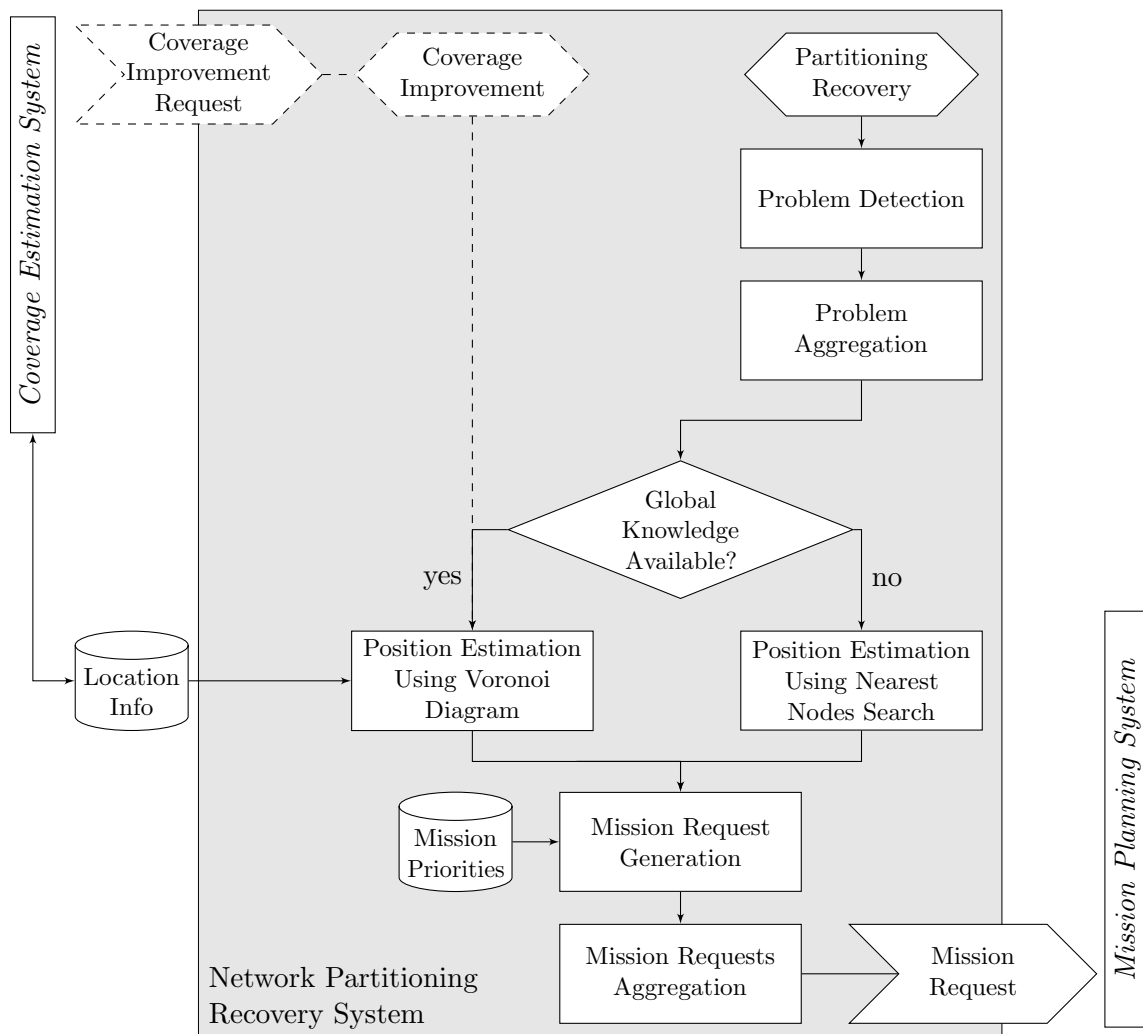 Coverage Estimation System
Coverage
Improvement
Request
Coverage
Improvement
Partitioning
Recovery
Problem Detection
Problem
Aggregation
Global
Knowledge
Available?
yes
no
Location
Info
Position Estimation
Using Voronoi
Diagram
Position Estimation
Using Nearest
Nodes Search
Mission
Priorities
Mission Request
Generation
Mission Requests
Aggregation
Mission
Request
Mission Planning System
Network Partitioning
Recovery System